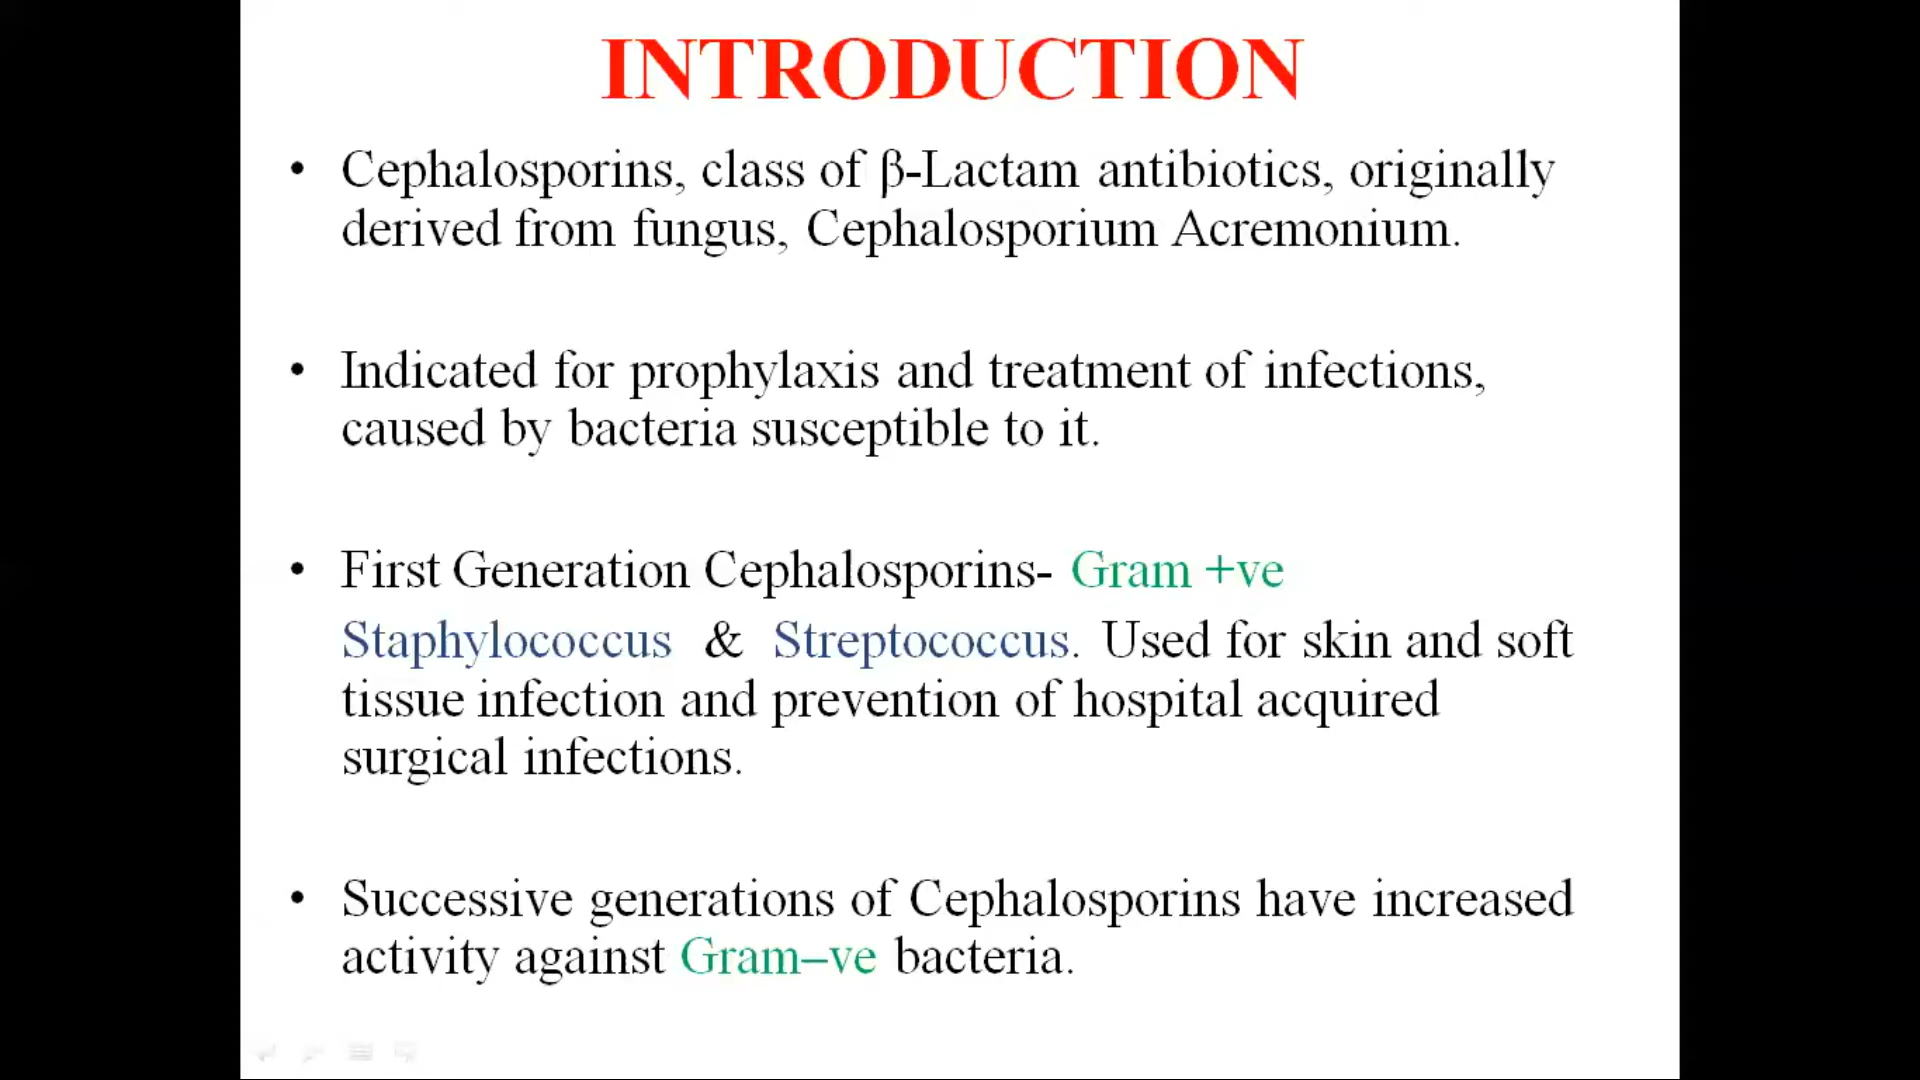 INTRODUCTION
• Cephalosporins, class of β-Lactam antibiotics, originally
derived from fungus, Cephalosporium Acremonium.
• Indicated for prophylaxis and treatment of infections,
caused by bacteria susceptible to it.
• First Generation Cephalosporins- Gram +ve
Staphylococcus & Streptococcus. Used for skin and soft
tissue infection and prevention of hospital acquired
surgical infections.
• Successive generations of Cephalosporins have increased
activity against Gram–ve bacteria.